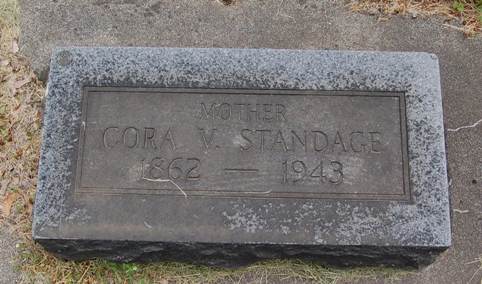 MOTHER
CORA V. STANDAGE
1862 — 1943